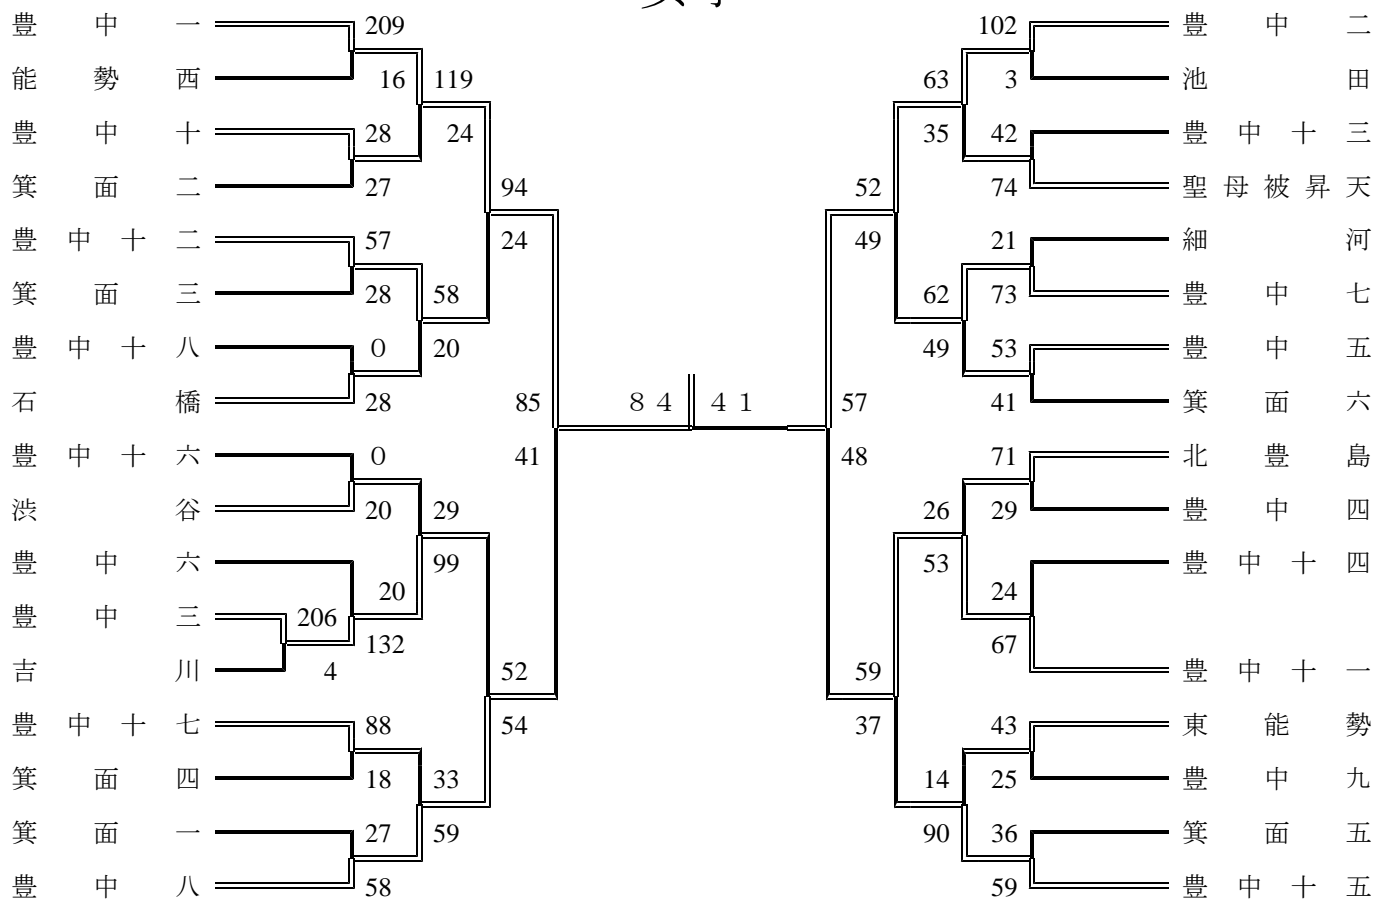 豊中一 209 102 豊中二
能勢西 16 119 63 3 池田
豊中十 28 24 35 42 豊中十三
箕面二 27 94 52 74 聖母被昇天
豊中十二 57 24 49 21 細河
箕面三 28 58 62 73 豊中七
豊中十八 0 20 49 53 豊中五
石橋 28 85 84 41 57 41 箕面六
豊中十六 0 41 48 71 北豊島
渋谷 20 29 26 29 豊中四
豊中六 99 53 豊中十四
20 24
豊中三 206
132 67
吉川 4 52 59 豊中十一
豊中十七 88 54 37 43 東能勢
箕面四 18 33 14 25 豊中九
箕面一 27 59 90 36 箕面五
豊中八 58 59 豊中十五